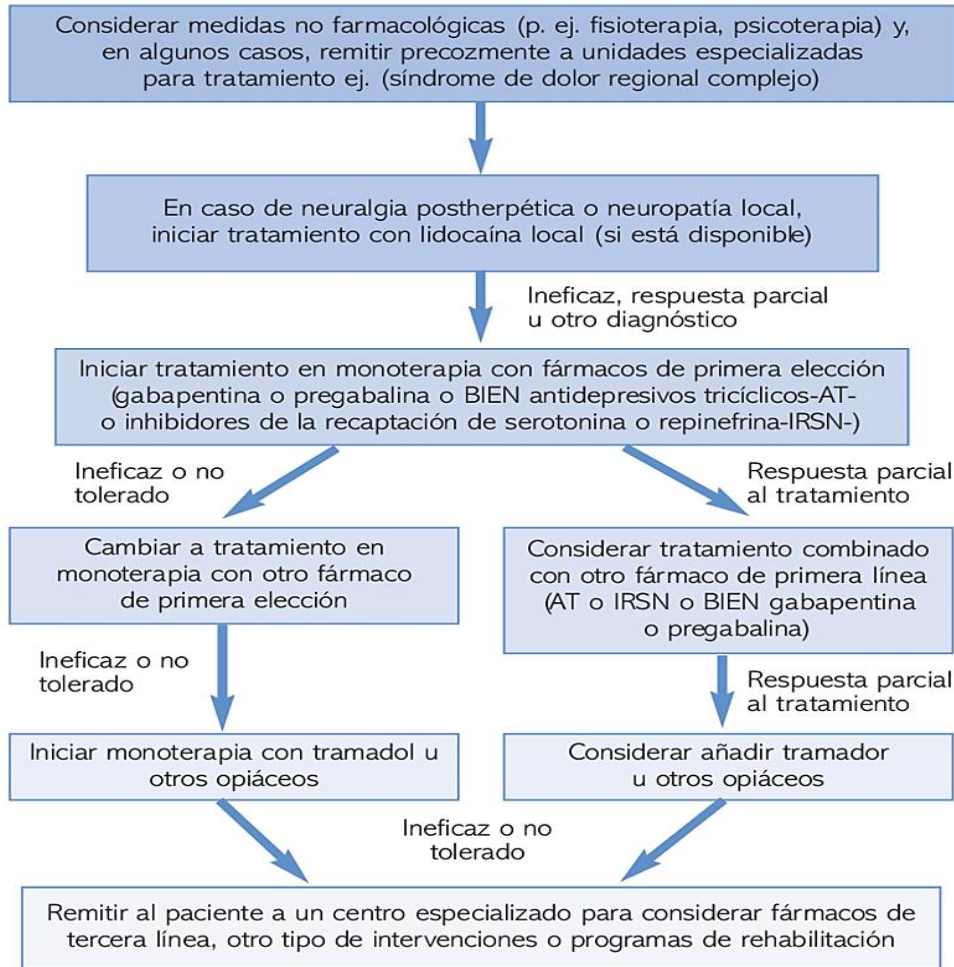 Considerar medidas no farmacológicas (p. ej. fisioterapia, psicoterapia) y,
en algunos casos, remitir precozmente a unidades especializadas
para tratamiento ej. (síndrome de dolor regional complejo)
En caso de neuralgia postherpética o neuropatía local,
iniciar tratamiento con lidocaína local (si está disponible)
Ineficaz, respuesta parcial
u otro diagnóstico
Iniciar tratamiento en monoterapia con fármacos de primera elección
(gabapentina o pregabalina o BIEN antidepresivos tricíclicos-AT-
o inhibidores de la recaptación de serotonina o repinefrina-IRSN-)
Ineficaz o no
tolerado
Respuesta parcial
al tratamiento
Cambiar a tratamiento en
monoterapia con otro fármaco
de primera elección
Considerar tratamiento combinado
con otro fármaco de primera línea
(AT o IRSN o BIEN gabapentina
o pregabalina)
Ineficaz o no
tolerado
Respuesta parcial
al tratamiento
Iniciar monoterapia con tramadol u
otros opiáceos
Considerar añadir tramador
u otros opiáceos
Ineficaz o no
tolerado
Remitir al paciente a un centro especializado para considerar fármacos de
tercera línea, otro tipo de intervenciones o programas de rehabilitación